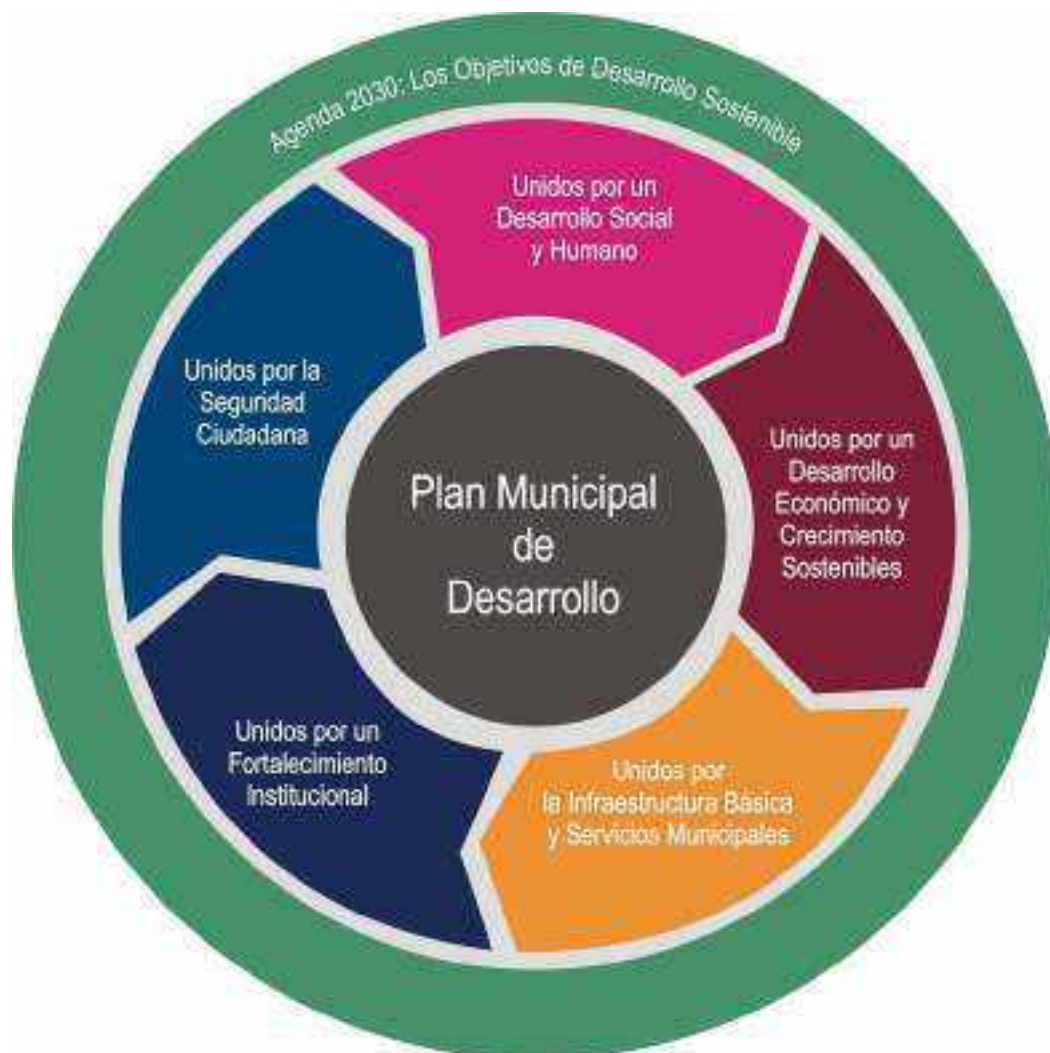 Agenda 2030: Los Objetivos de Desarrollo Sostenible
Unidos por un
Desarrollo Social
y Humano
Unidos por un
Desarrollo
Económico y
Crecimiento
Sostenibles
Unidos por
la Infraestructura Básica
y Servicios Municipales
Unidos por un
Fortalecimiento
Institucional
Unidos por la
Seguridad
Ciudadana
Plan Municipal
de
Desarrollo